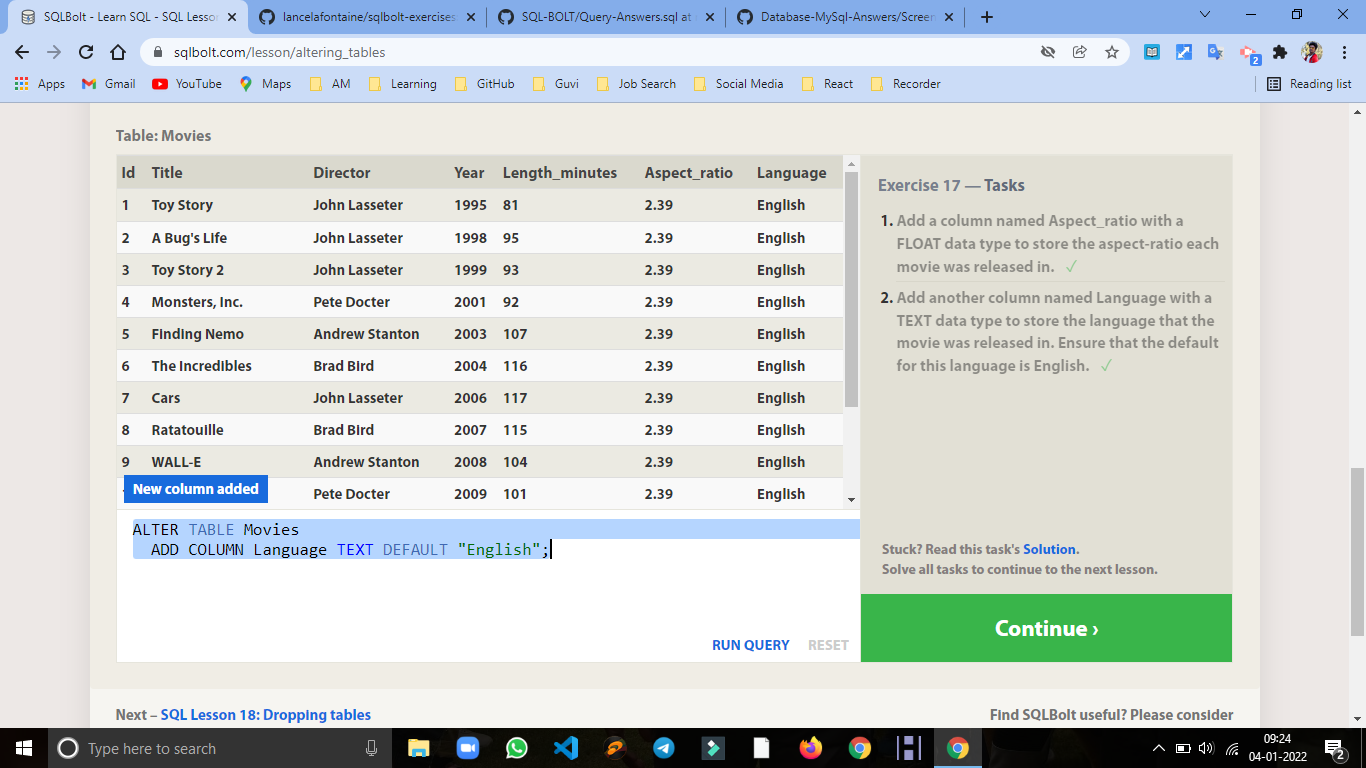 SQLBolt - Learn SQL - SQL Lesson
lancelafontaine/sqlbolt-exercises
SQL-BOLT/Query-Answers.sql at
Database-MySql-Answers/Screen
sqlbolt.com/lesson/altering_tables
2
Apps Gmail YouTube Maps AM Learning GitHub Guvi Job Search Social Media React Recorder Reading list
Table: Movies
Id Title Director Year Length_minutes Aspect_ratio Language
1 Toy Story John Lasseter 1995 81 2.39 English
2 A Bug's Life John Lasseter 1998 95 2.39 English
3 Toy Story 2 John Lasseter 1999 93 2.39 English
4 Monsters, Inc. Pete Docter 2001 92 2.39 English
5 Finding Nemo Andrew Stanton 2003 107 2.39 English
6 The Incredibles Brad Bird 2004 116 2.39 English
7 Cars John Lasseter 2006 117 2.39 English
8 Ratatouille Brad Bird 2007 115 2.39 English
9 WALL-E Andrew Stanton 2008 104 2.39 English
Pete Docter 2009 101 2.39 English
New column added
ALTER TABLE Movies
ADD COLUMN Language TEXT DEFAULT "English";
RUN QUERY RESET
Exercise 17 — Tasks
1. Add a column named Aspect_ratio with a
FLOAT data type to store the aspect-ratio each
movie was released in. ✓
2. Add another column named Language with a
TEXT data type to store the language that the
movie was released in. Ensure that the default
for this language is English. ✓
Stuck? Read this task's Solution.
Solve all tasks to continue to the next lesson.
Continue ›
Next – SQL Lesson 18: Dropping tables
Find SQLBolt useful? Please consider
Type here to search
09:24
04-01-2022
2